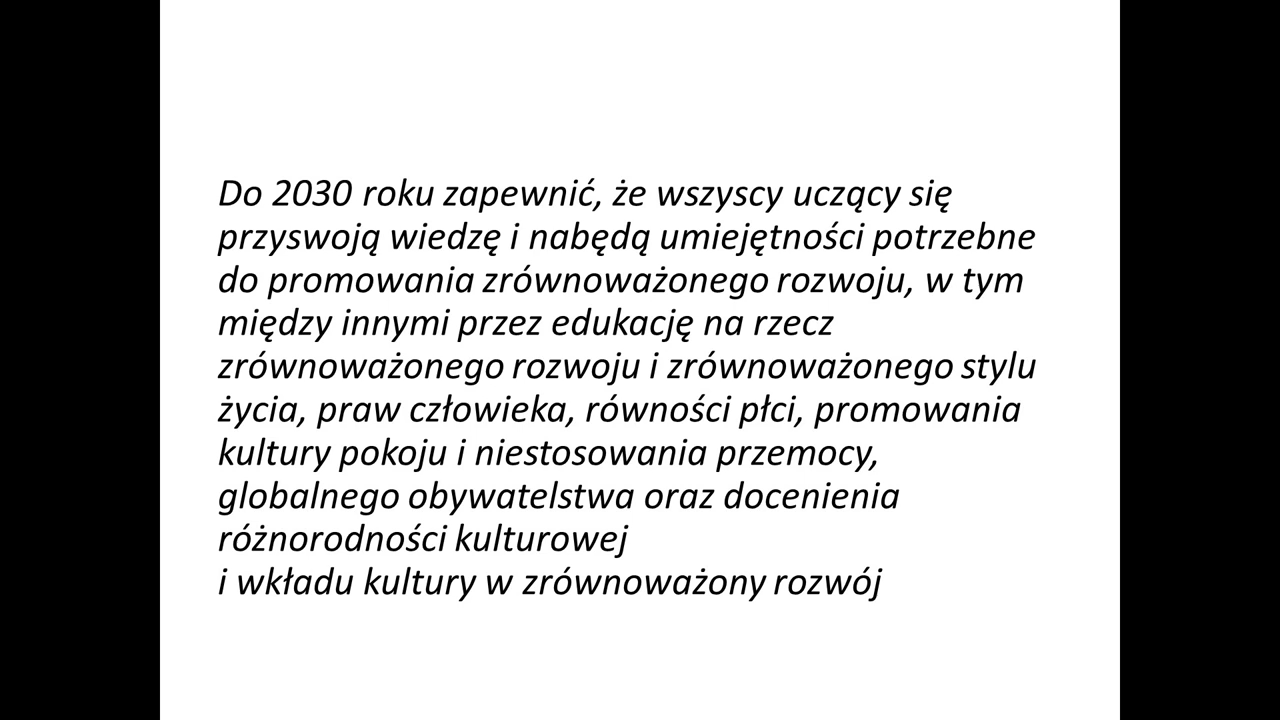 Do 2030 roku zapewnić, że wszyscy uczący się
przyswoją wiedzę i nabędą umiejętności potrzebne
do promowania zrównoważonego rozwoju, w tym
między innymi przez edukację na rzecz
zrównoważonego rozwoju i zrównoważonego stylu
życia, praw człowieka, równości płci, promowania
kultury pokoju i niestosowania przemocy,
globalnego obywatelstwa oraz docenienia
różnorodności kulturowej
i wkładu kultury w zrównoważony rozwój